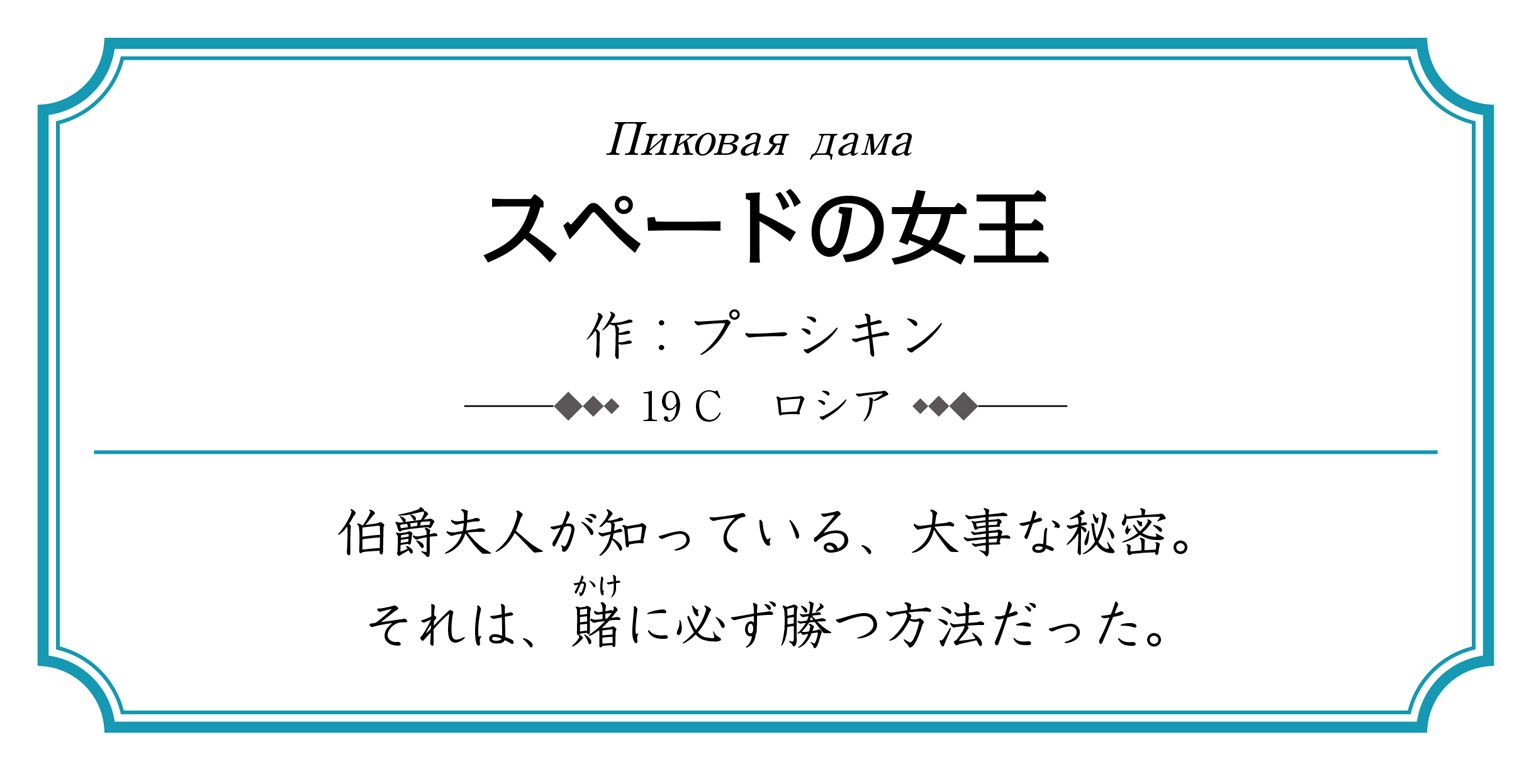 Пиковая дама
スペードの女王
作：プーシキン
19 C　ロシア
伯爵夫人が知っている、大事な秘密。
かけ
それは、賭に必ず勝つ方法だった。